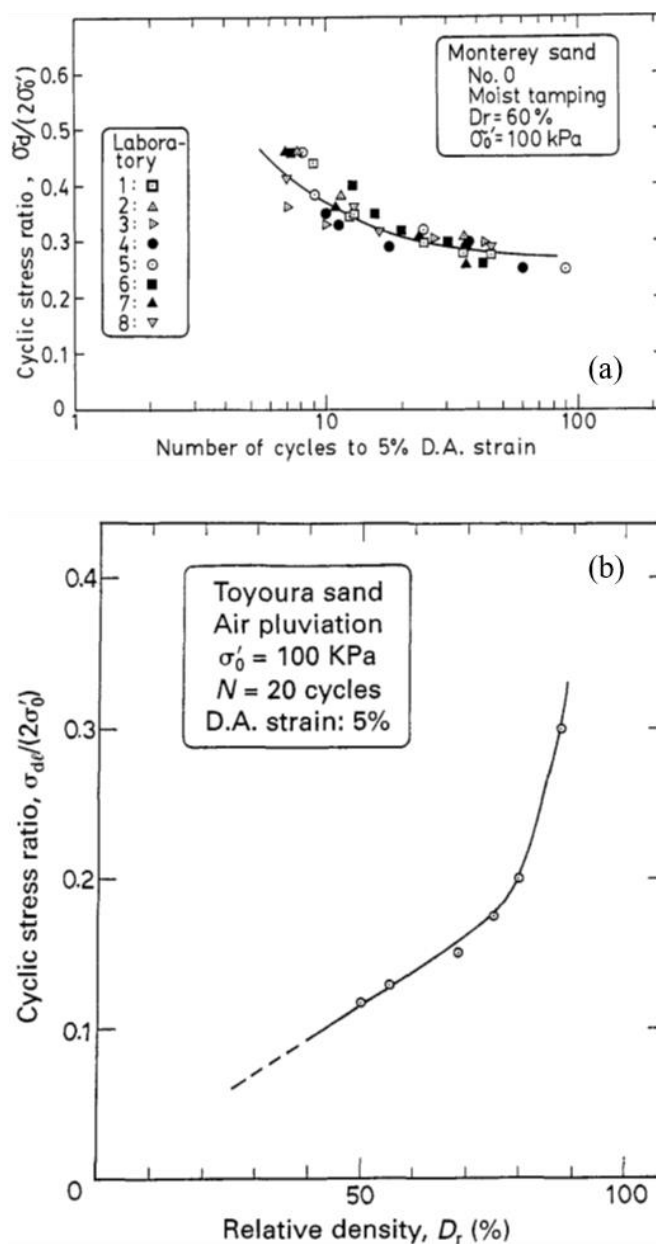 Cyclic stress ratio, σd/(2σ0′)
0.6
0.5
0.4
0.3
0.2
0.1
0
Monterey sand
No. 0
Moist tamping
Dr=60%
σ0′=100 kPa
Labora-
tory
1:
2:
3:
4:
5:
6:
7:
8:
(a)
1
10
100
Number of cycles to 5% D.A. strain
(b)
Cyclic stress ratio, σdℓ/(2σ0′)
0.4
0.3
0.2
0.1
0
Toyoura sand
Air pluviation
σ0′ = 100 KPa
N = 20 cycles
D.A. strain: 5%
50
100
Relative density, Dr (%)